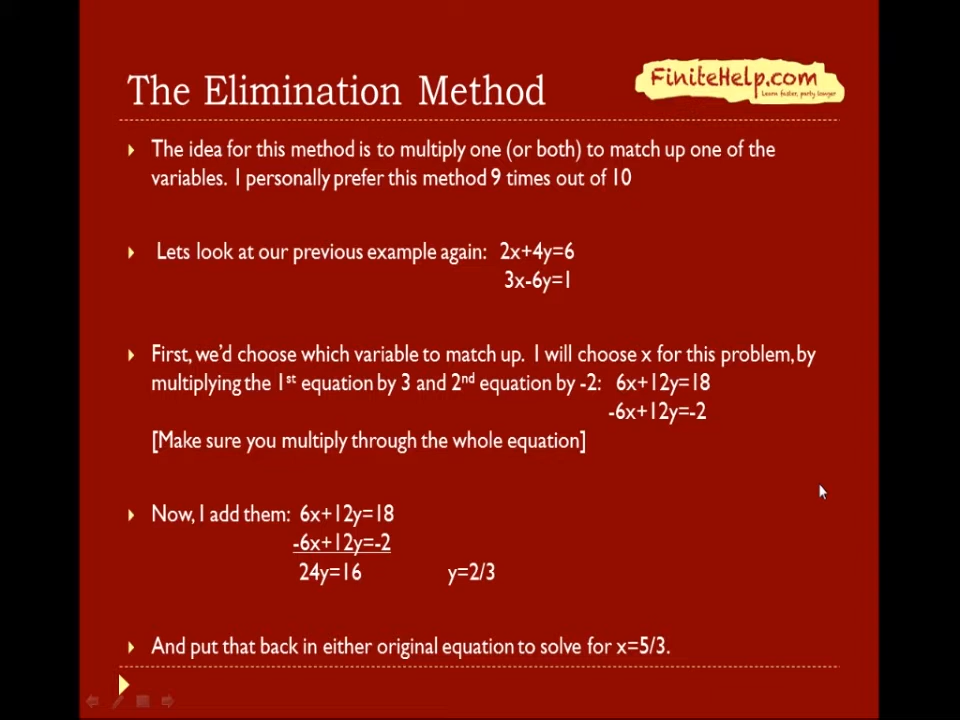 The Elimination Method
FiniteHelp.com
Learn faster, party longer
The idea for this method is to multiply one (or both) to match up one of the
variables. I personally prefer this method 9 times out of 10
Lets look at our previous example again: 2x+4y=6
3x-6y=1
First, we'd choose which variable to match up. I will choose x for this problem, by
multiplying the 1st equation by 3 and 2nd equation by -2: 6x+12y=18
-6x+12y=-2
[Make sure you multiply through the whole equation]
Now, I add them: 6x+12y=18
-6x+12y=-2
24y=16 y=2/3
And put that back in either original equation to solve for x=5/3.